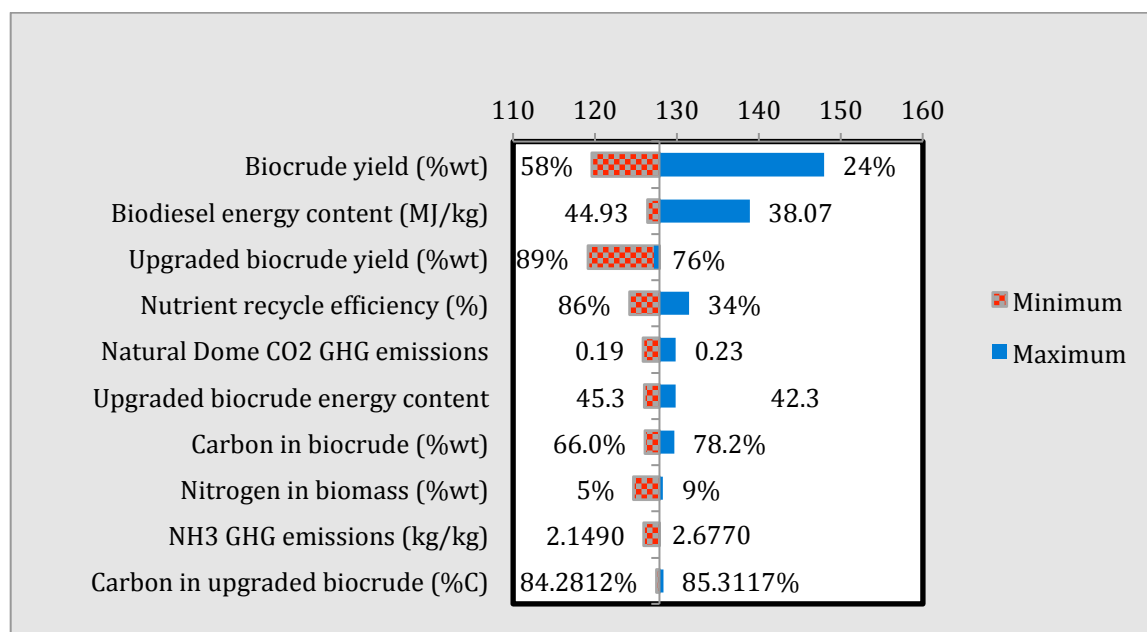 110 120 130 140 150 160
Biocrude yield (%wt) 58% 24%
Biodiesel energy content (MJ/kg) 44.93 38.07
Upgraded biocrude yield (%wt) 89% 76%
Nutrient recycle efficiency (%) 86% 34%
Natural Dome CO2 GHG emissions 0.19 0.23
Upgraded biocrude energy content 45.3 42.3
Carbon in biocrude (%wt) 66.0% 78.2%
Nitrogen in biomass (%wt) 5% 9%
NH3 GHG emissions (kg/kg) 2.1490 2.6770
Carbon in upgraded biocrude (%C) 84.2812% 85.3117%
Minimum
Maximum